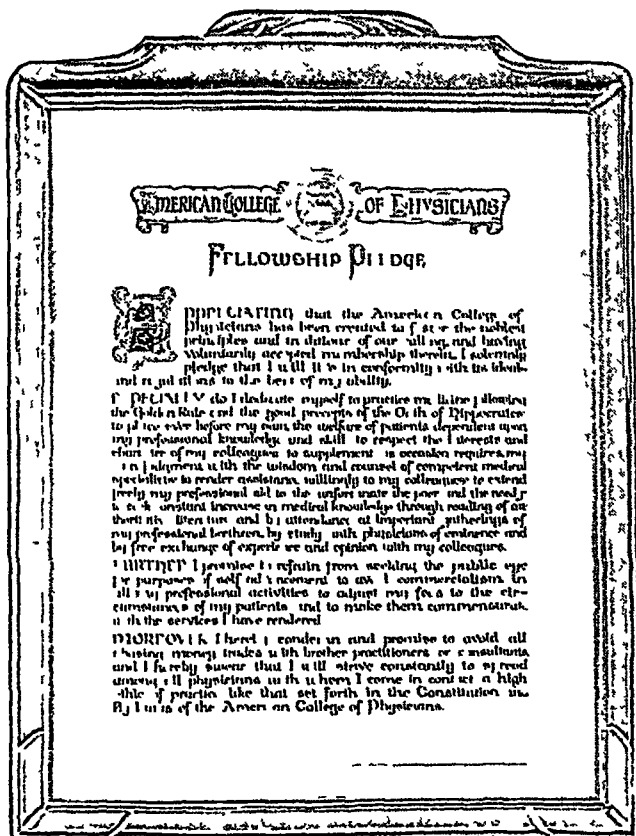 AMERICAN COLLEGE OF PHYSICIANS
FELLOWSHIP PLEDGE
APPRECIATING that the American College of
Physicians has been created to foster the noblest
principles and traditions of our calling, and having
voluntarily accepted membership therein, I solemnly
pledge that I will live in conformity with its ideals
and regulations to the best of my ability.
ESPECIALLY do I dedicate myself to practice medicine following
the Golden Rule and the good precepts of the Oath of Hippocrates
to place ever before my own the welfare of patients dependent upon
my professional knowledge and skill to respect the interests and
character of my colleagues to supplement as occasion requires, my
own judgment with the wisdom and counsel of competent medical
specialists to render assistance willingly to my colleagues to extend
freely my professional aid to the unfortunate the poor and the needy
to seek constant increase in medical knowledge through reading of au-
thoritative literature and by attendance at important gatherings of
my professional brethren, by study with physicians of eminence and
by free exchange of experience and opinion with my colleagues.
FURTHER I promise to refrain from seeking the public eye
for purposes of self advancement to avoid commercialism in
all my professional activities to adjust my fees to the cir-
cumstances of my patients and to make them commensurate
with the services I have rendered
MOREOVER I hereby condemn and promise to avoid all
money trades with brother practitioners or consultants
and I hereby swear that I will strive constantly to spread
among all physicians with whom I come in contact a high
of practice like that set forth in the Constitution and
By Laws of the American College of Physicians.